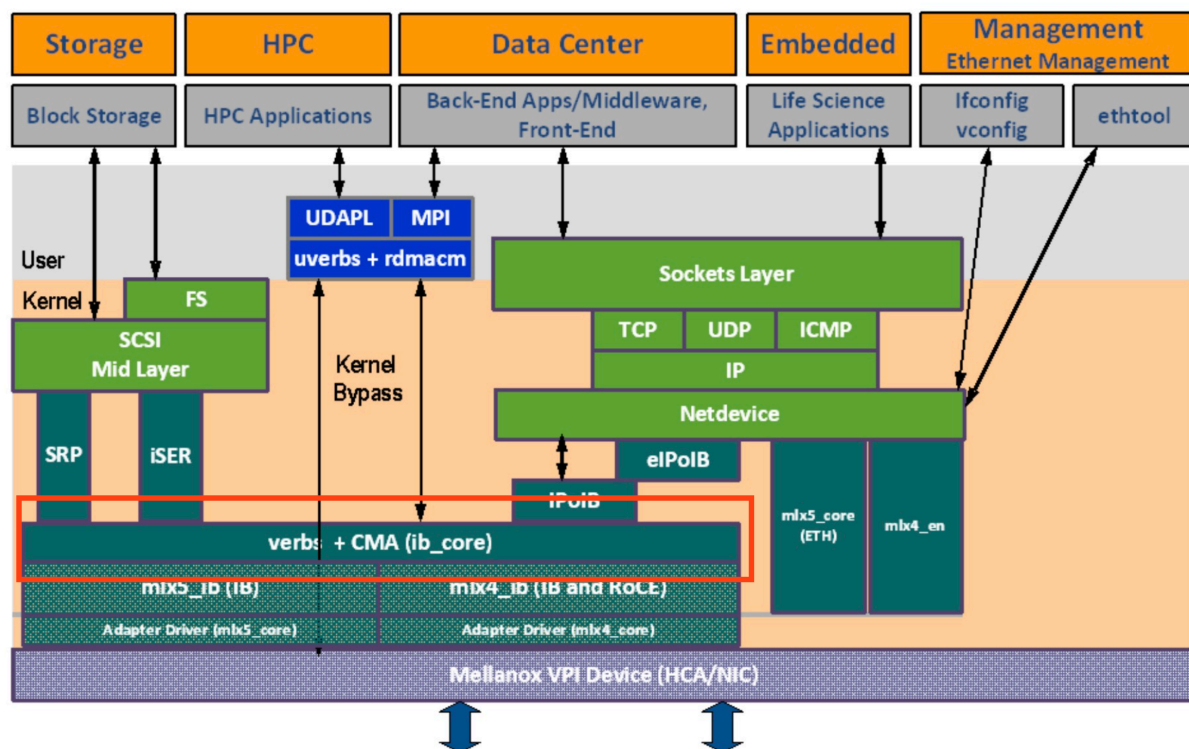 Storage
HPC
Data Center
Embedded
Management
Ethernet Management
Block Storage
HPC Applications
Back-End Apps/Middleware,
Front-End
Life Science
Applications
Ifconfig
vconfig
ethtool
UDAPL
MPI
uverbs + rdmacm
User
Kernel
FS
SCSI
Mid Layer
Kernel
Bypass
Sockets Layer
TCP
UDP
ICMP
IP
Netdevice
SRP
iSER
eIPoIB
IPoIB
mlx5_core
(ETH)
mlx4_en
verbs + CMA (ib_core)
mlx5_ib (IB)
mlx4_ib (IB and RoCE)
Adapter Driver (mlx5_core)
Adapter Driver (mlx4_core)
Mellanox VPI Device (HCA/NIC)